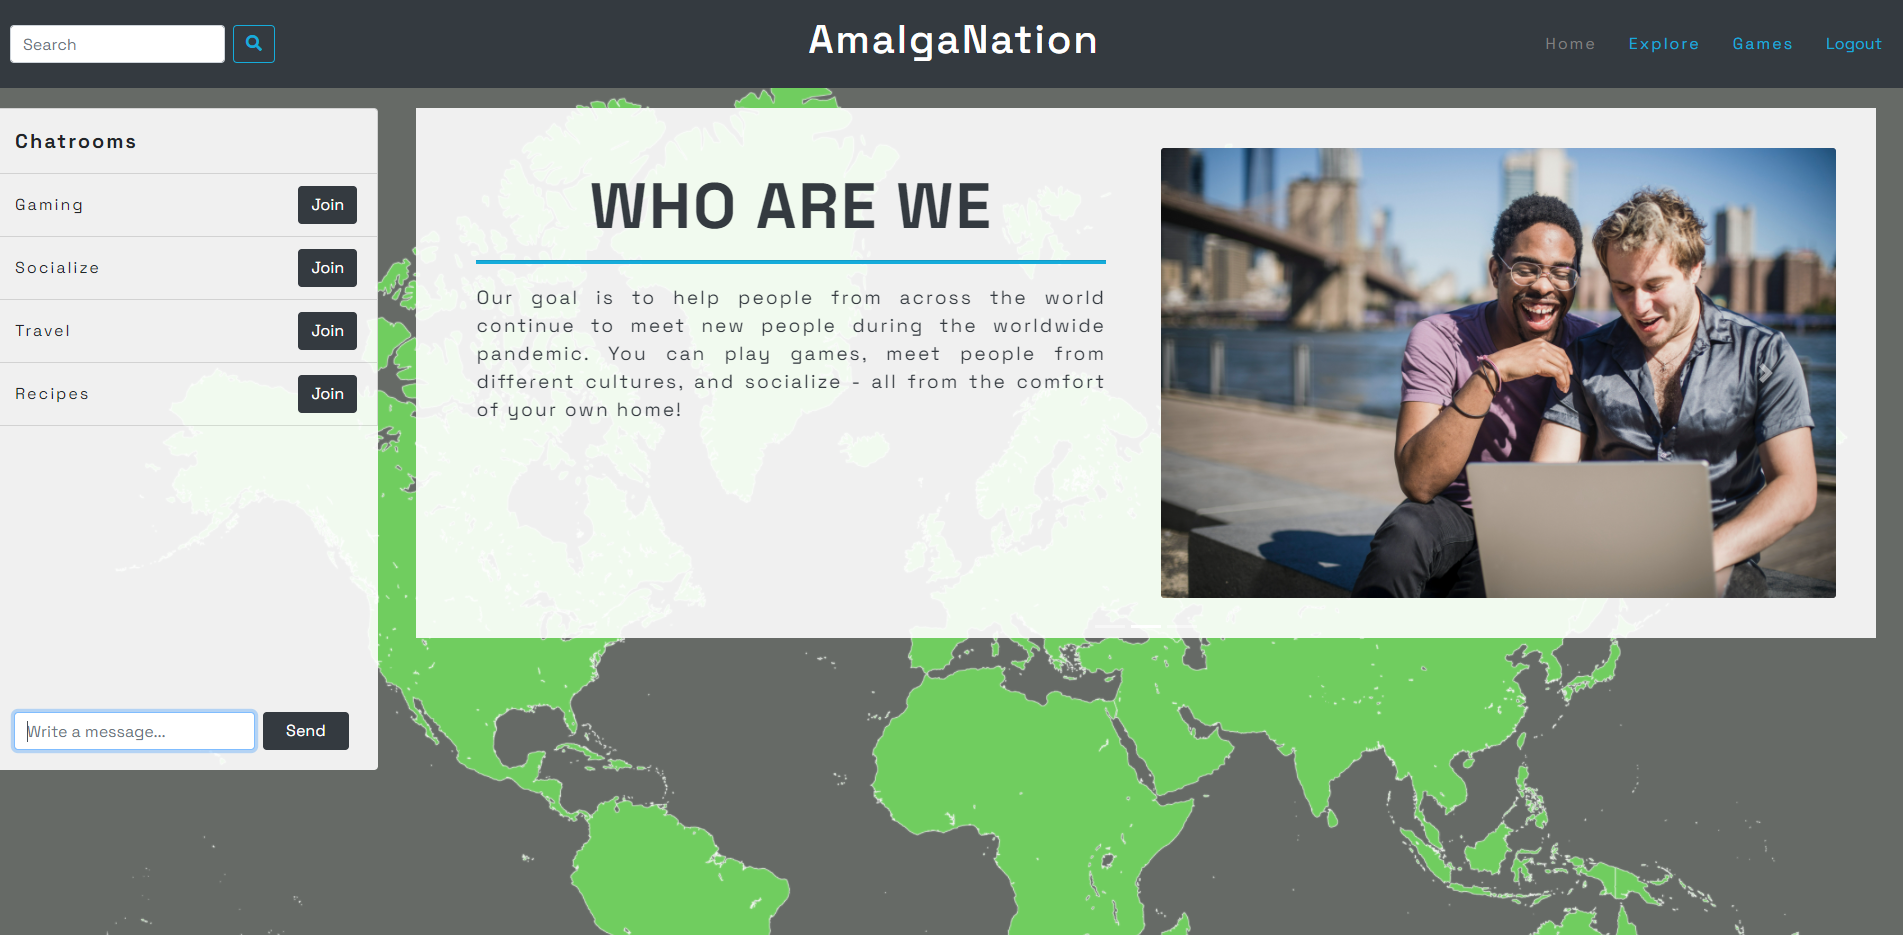 Search
AmalgaNation
Home Explore Games Logout
Chatrooms
Gaming Join
Socialize Join
Travel Join
Recipes Join
Write a message...
Send
WHO ARE WE
Our goal is to help people from across the world
continue to meet new people during the worldwide
pandemic. You can play games, meet people from
different cultures, and socialize - all from the comfort
of your own home!